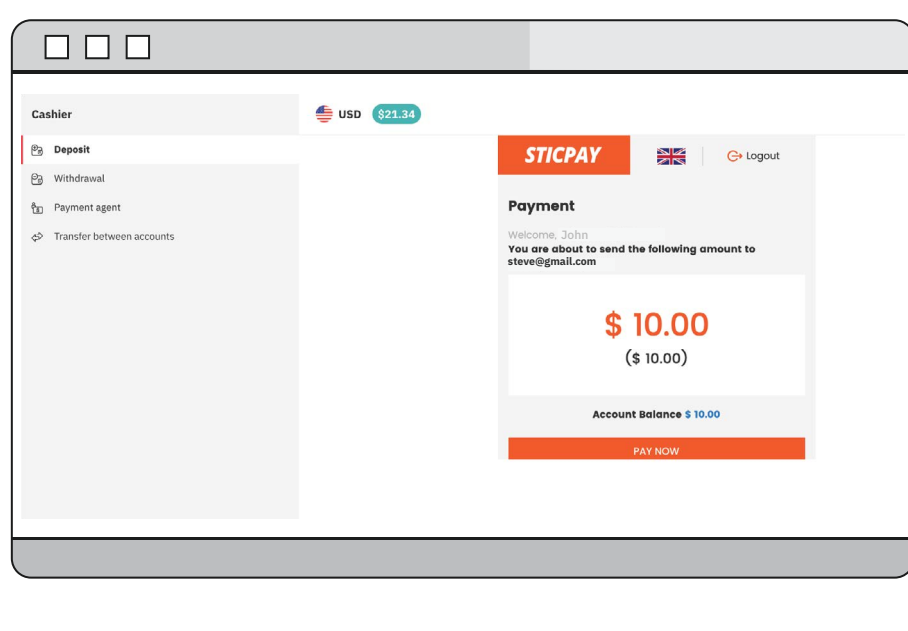 Cashier
USD $21.34
Deposit
Withdrawal
Payment agent
Transfer between accounts
STICPAY
Logout
Payment
Welcome, John
You are about to send the following amount to
steve@gmail.com
$ 10.00
($ 10.00)
Account Balance $ 10.00
PAY NOW